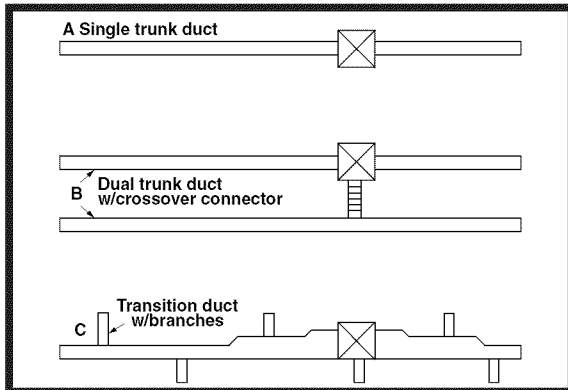 A Single trunk duct
B
Dual trunk duct
w/crossover connector
C
Transition duct
w/branches